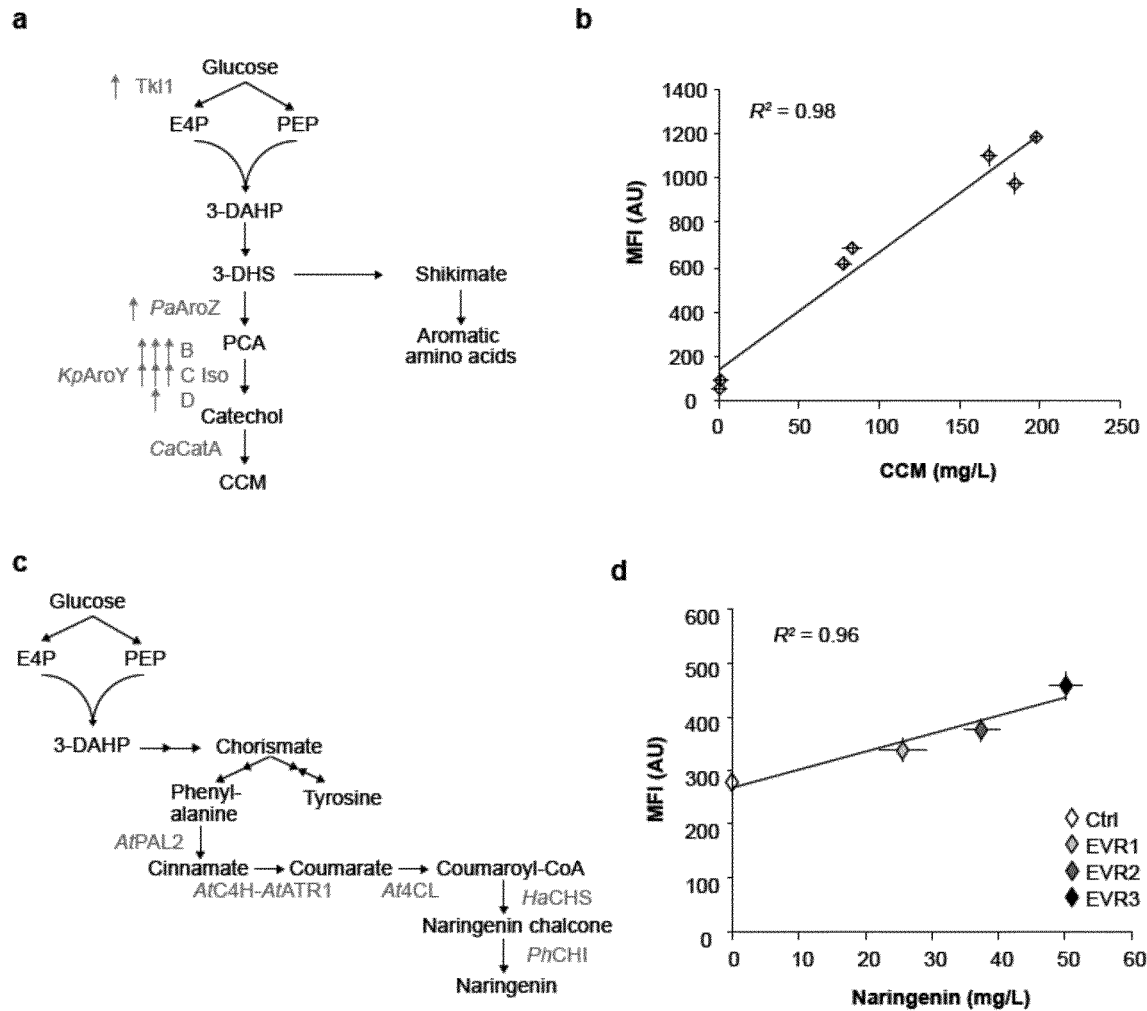 a
Glucose
↑ Tkl1
E4P PEP
3-DAHP
3-DHS Shikimate
↑ PaAroZ
PCA Aromatic
amino acids
B
KpAroY C Iso
D
Catechol
CaCatA
CCM
b
1400
1200
1000
800
600
400
200
0
R² = 0.98
MFI (AU)
0 50 100 150 200 250
CCM (mg/L)
c
Glucose
E4P PEP
3-DAHP Chorismate
Phenyl-
alanine Tyrosine
AtPAL2
Cinnamate Coumarate Coumaroyl-CoA
AtC4H-AtATR1 At4CL
HaCHS
Naringenin chalcone
PhCHI
Naringenin
d
600
500
400
300
200
100
0
R² = 0.96
MFI (AU)
Ctrl
EVR1
EVR2
EVR3
0 10 20 30 40 50 60
Naringenin (mg/L)